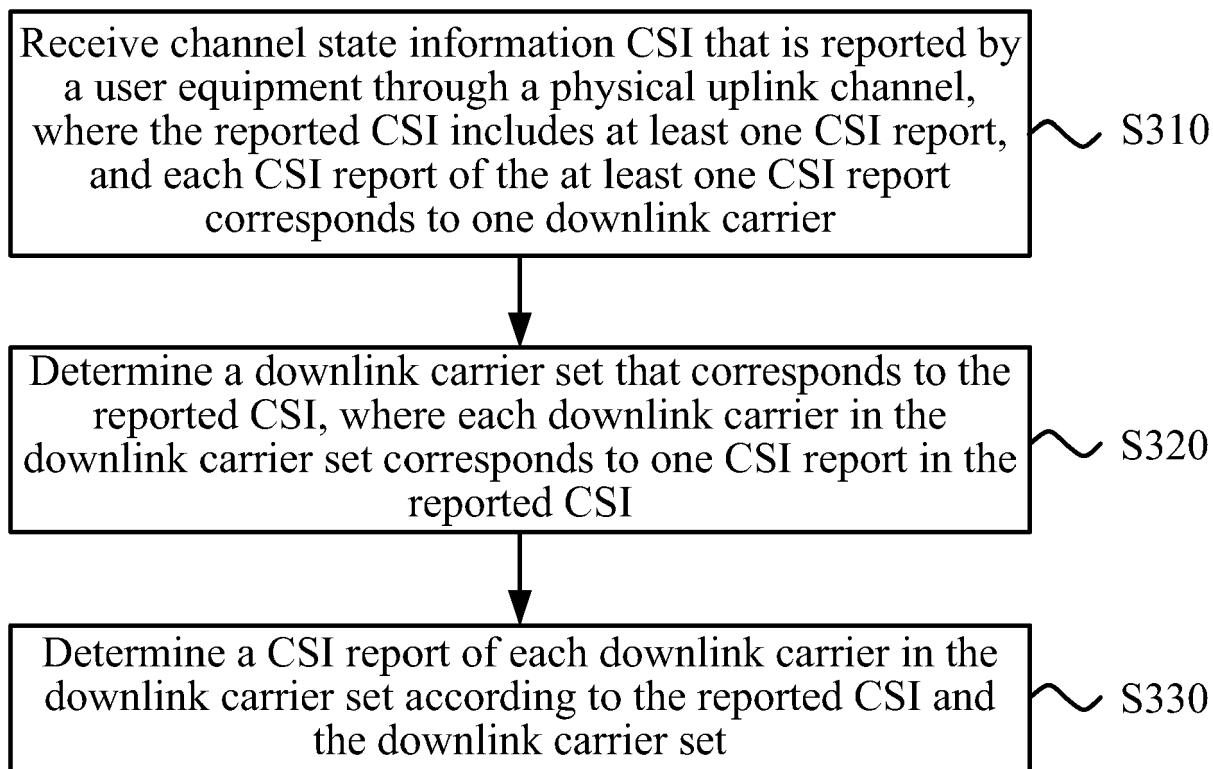 Receive channel state information CSI that is reported by
a user equipment through a physical uplink channel,
where the reported CSI includes at least one CSI report,
and each CSI report of the at least one CSI report
corresponds to one downlink carrier
S310
Determine a downlink carrier set that corresponds to the
reported CSI, where each downlink carrier in the
downlink carrier set corresponds to one CSI report in the
reported CSI
S320
Determine a CSI report of each downlink carrier in the
downlink carrier set according to the reported CSI and
the downlink carrier set
S330